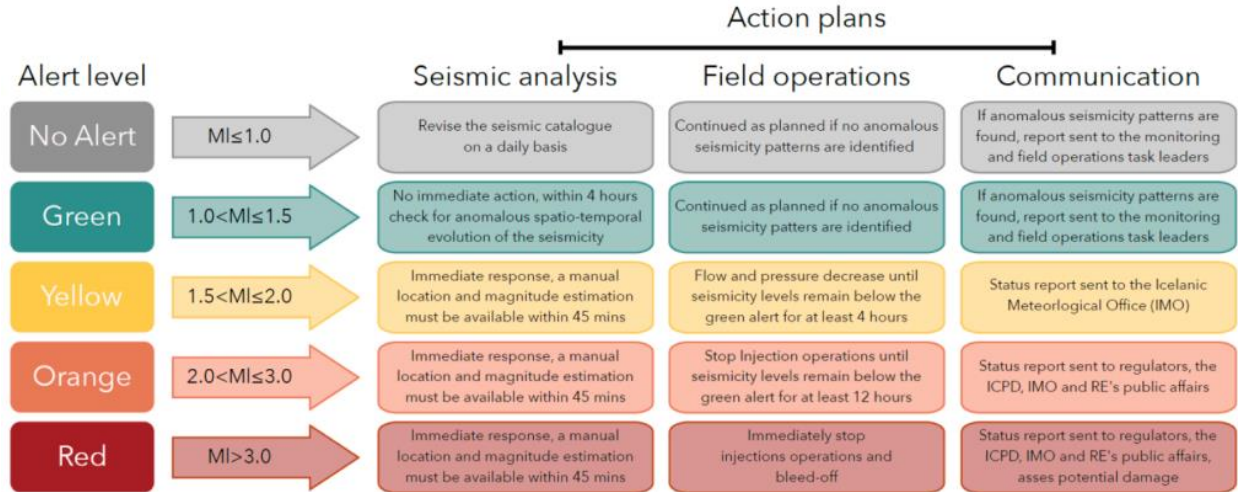 Action plans
Alert level
Seismic analysis
Field operations
Communication
No Alert
Ml≤1.0
Revise the seismic catalogue
on a daily basis
Continued as planned if no anomalous
seismicity patterns are identified
If anomalous seismicity patterns are
found, report sent to the monitoring
and field operations task leaders
Green
1.0<Ml≤1.5
No immediate action, within 4 hours
check for anomalous spatio-temporal
evolution of the seismicity
Continued as planned if no anomalous
seismicity patters are identified
If anomalous seismicity patterns are
found, report sent to the monitoring
and field operations task leaders
Yellow
1.5<Ml≤2.0
Immediate response, a manual
location and magnitude estimation
must be available within 45 mins
Flow and pressure decrease until
seismicity levels remain below the
green alert for at least 4 hours
Status report sent to the Icelanic
Meteorlogical Office (IMO)
Orange
2.0<Ml≤3.0
Immediate response, a manual
location and magnitude estimation
must be available within 45 mins
Stop Injection operations until
seismicity levels remain below the
green alert for at least 12 hours
Status report sent to regulators, the
ICPD, IMO and RE's public affairs
Red
Ml>3.0
Immediate response, a manual
location and magnitude estimation
must be available within 45 mins
Immediately stop
injections operations and
bleed-off
Status report sent to regulators, the
ICPD, IMO and RE's public affairs,
asses potential damage